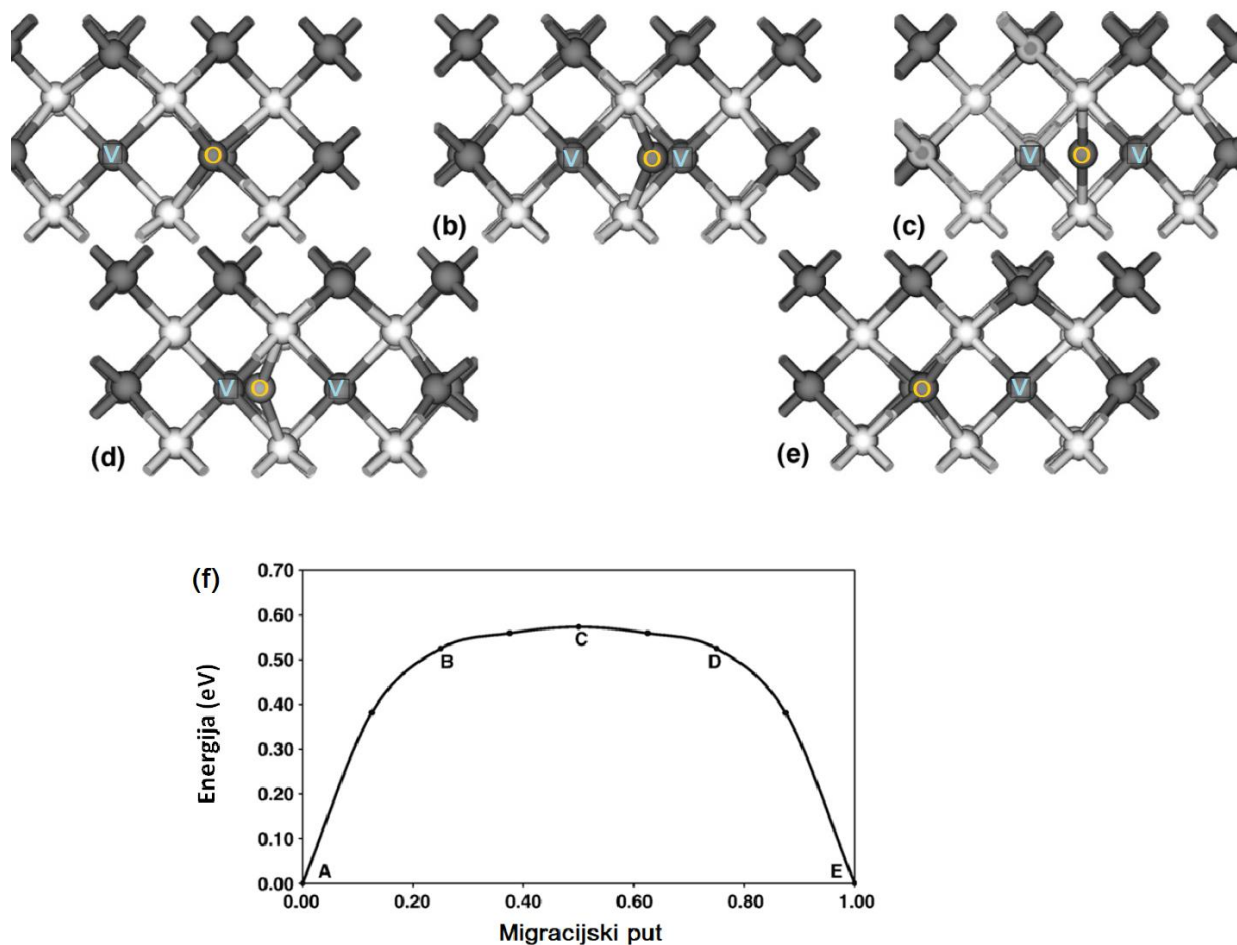 V O
V O V
V O V
(b)
(c)
V O V
O V
(d)
(e)
(f)
0.70
0.60
0.50
0.40
0.30
0.20
0.10
0.00
Energija (eV)
A
B
C
D
E
0.00 0.20 0.40 0.60 0.80 1.00
Migracijski put